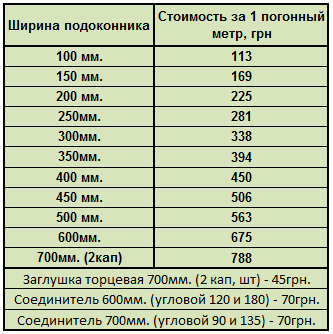 Ширина подоконника
Стоимость за 1 погонный
метр, грн
100 мм. 113
150 мм. 169
200 мм. 225
250мм. 281
300мм. 338
350мм. 394
400 мм. 450
450 мм. 506
500 мм. 563
600мм. 675
700мм. (2кап) 788
Заглушка торцевая 700мм. (2 кап, шт) - 45грн.
Соединитель 600мм. (угловой 120 и 180) - 70грн.
Соединитель 700мм. (угловой 90 и 135) - 70грн.